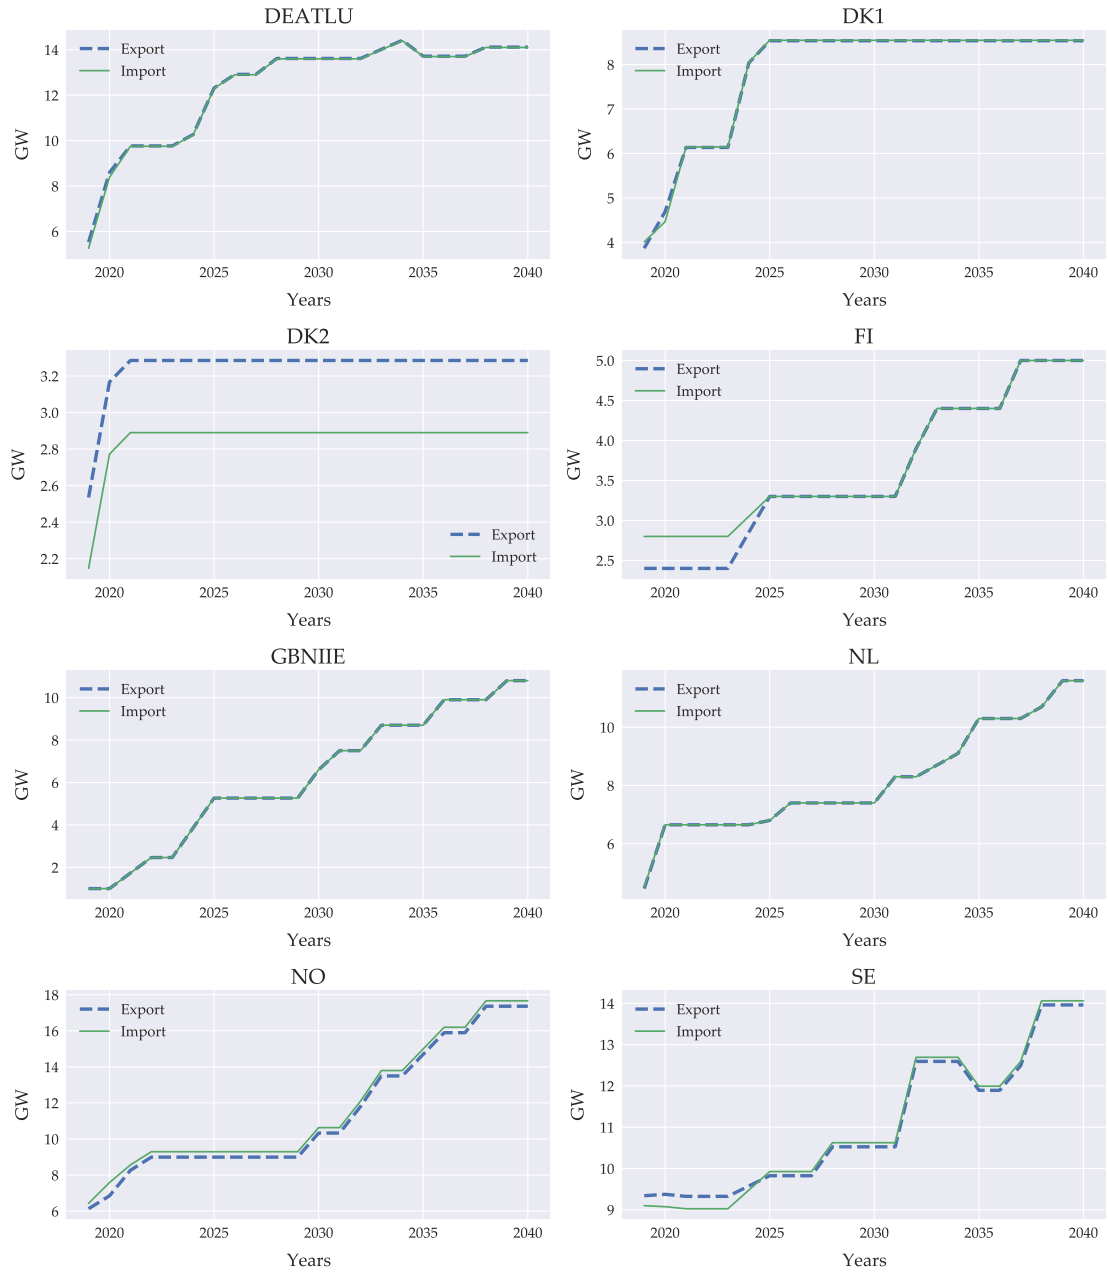 DEATLU
Export
Import
14
12
10
8
6
GW
2020 2025 2030 2035 2040
Years
DK1
Export
Import
8
7
6
5
4
GW
2020 2025 2030 2035 2040
Years
DK2
3.2
3.0
2.8
2.6
2.4
2.2
GW
Export
Import
2020 2025 2030 2035 2040
Years
FI
Export
Import
5.0
4.5
4.0
3.5
3.0
2.5
GW
2020 2025 2030 2035 2040
Years
GBNIIE
Export
Import
10
8
6
4
2
GW
2020 2025 2030 2035 2040
Years
NL
Export
Import
10
8
6
GW
2020 2025 2030 2035 2040
Years
NO
Export
Import
18
16
14
12
10
8
6
GW
2020 2025 2030 2035 2040
Years
SE
Export
Import
14
13
12
11
10
9
GW
2020 2025 2030 2035 2040
Years